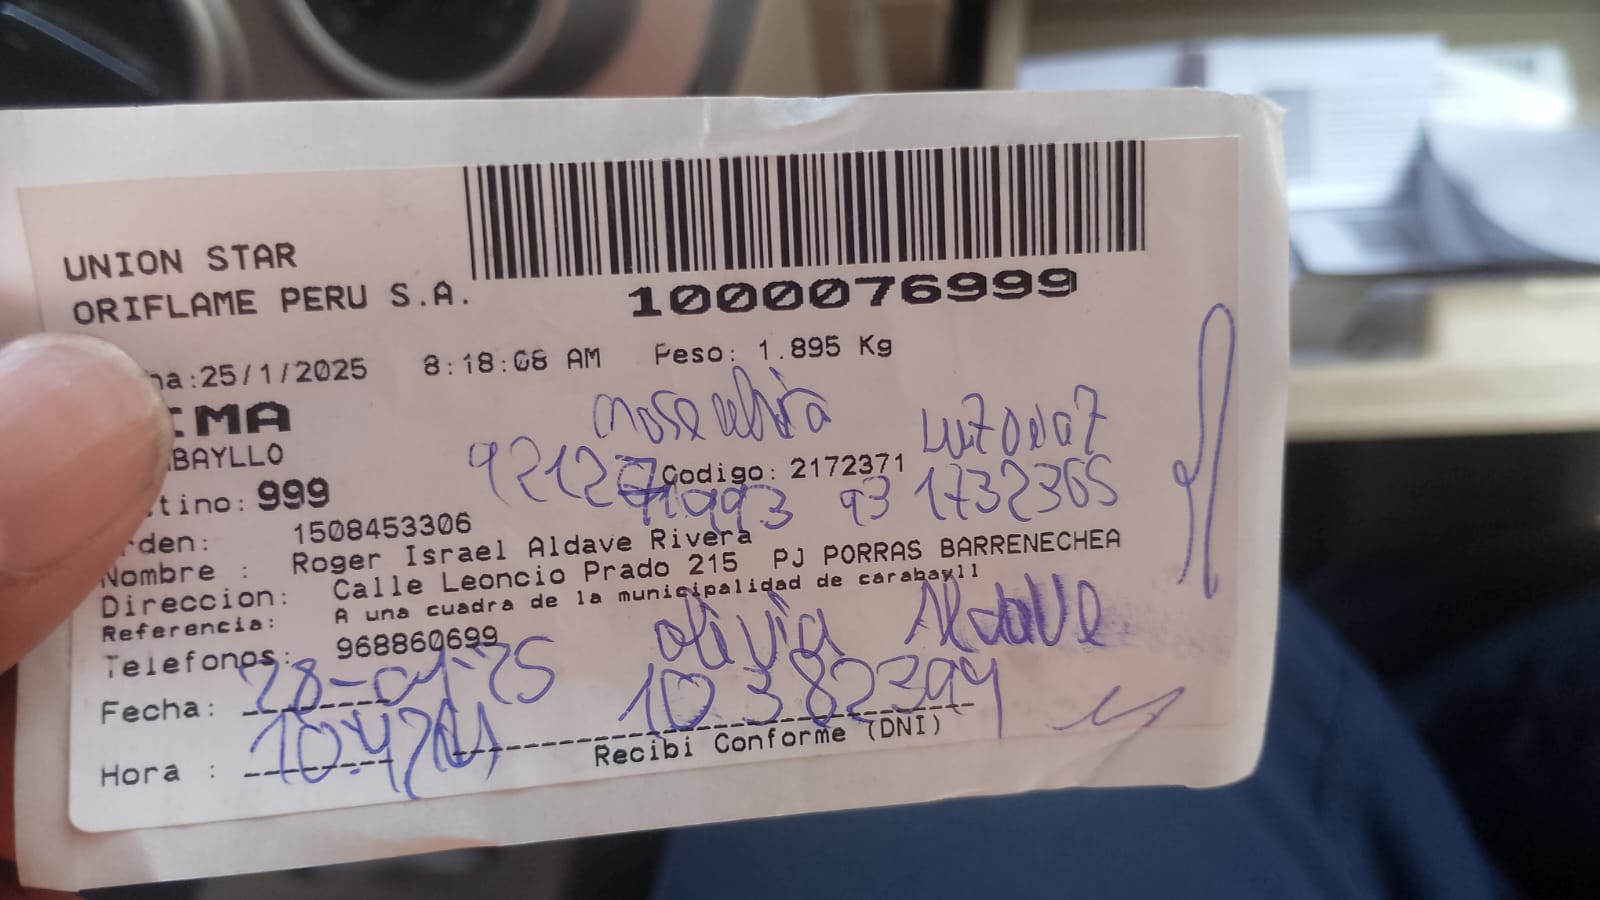 UNION STAR
ORIFLAME PERU S.A.
1000076999
ha:25/1/2025 8:18:08 AM Peso: 1.895 Kg
IMA
BAYLLO
Codigo: 2172371
tino: 999
93 1732365
rden: 1508453306
Nombre : Roger Israel Aldave Rivera
Direccion: Calle Leoncio Prado 215 PJ PORRAS BARRENECHEA
Referencia: A una cuadra de la municipalidad de carabayll
Telefonos: 968860699
olivia Aldave
Fecha: 28-01-25
10382394
Hora :
Recibi Conforme (DNI)